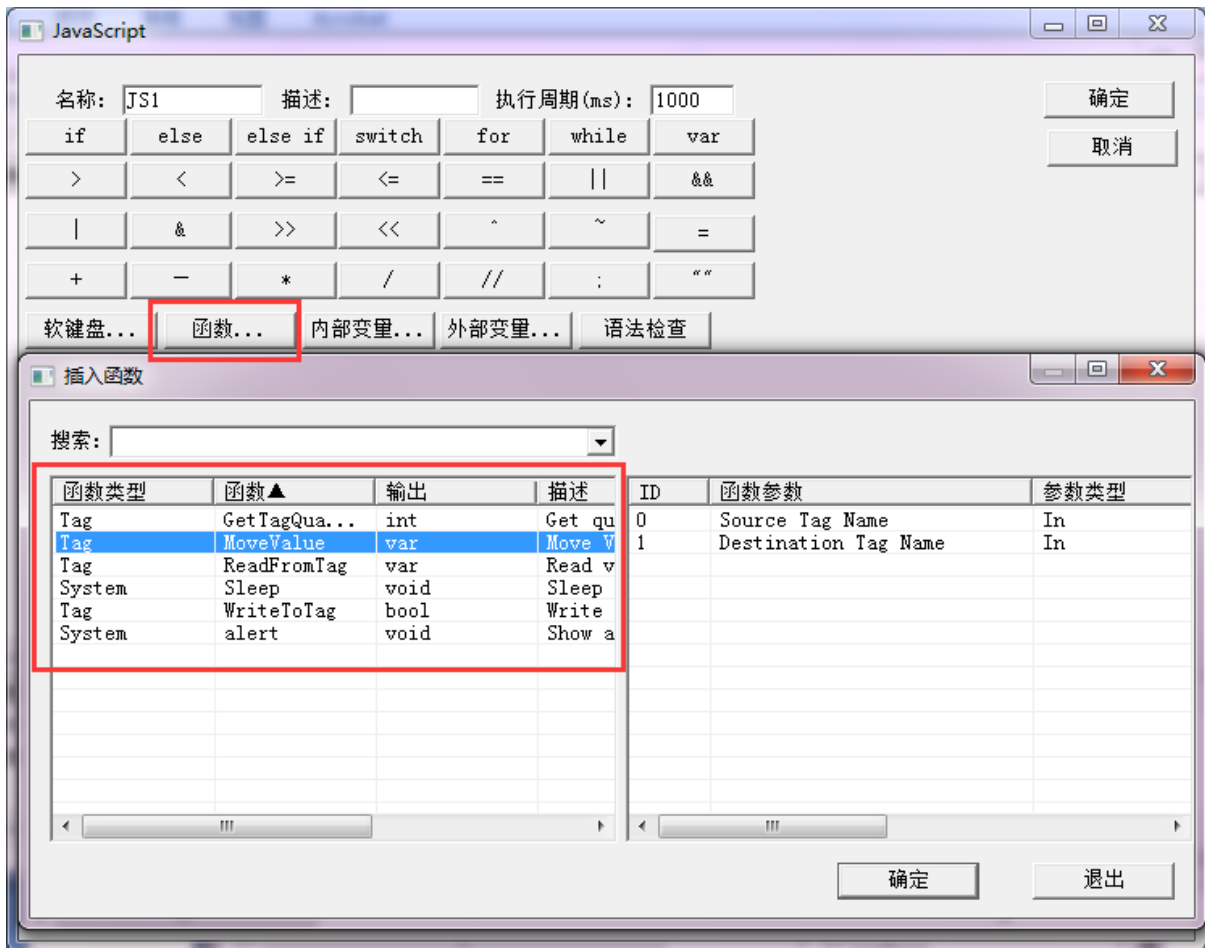 JavaScript
名称: JS1 描述: 执行周期(ms): 1000 确定
if else else if switch for while var 取消
> < >= <= == || &&
| & >> << ^ ~ =
+ — * / // ; ""
软键盘... 函数... 内部变量... 外部变量... 语法检查
插入函数
搜索:
函数类型 函数▲ 输出 描述 ID 函数参数 参数类型
Tag GetTagQua... int Get qu 0 Source Tag Name In
Tag MoveValue var Move V 1 Destination Tag Name In
Tag ReadFromTag var Read v
System Sleep void Sleep
Tag WriteToTag bool Write
System alert void Show a
确定 退出